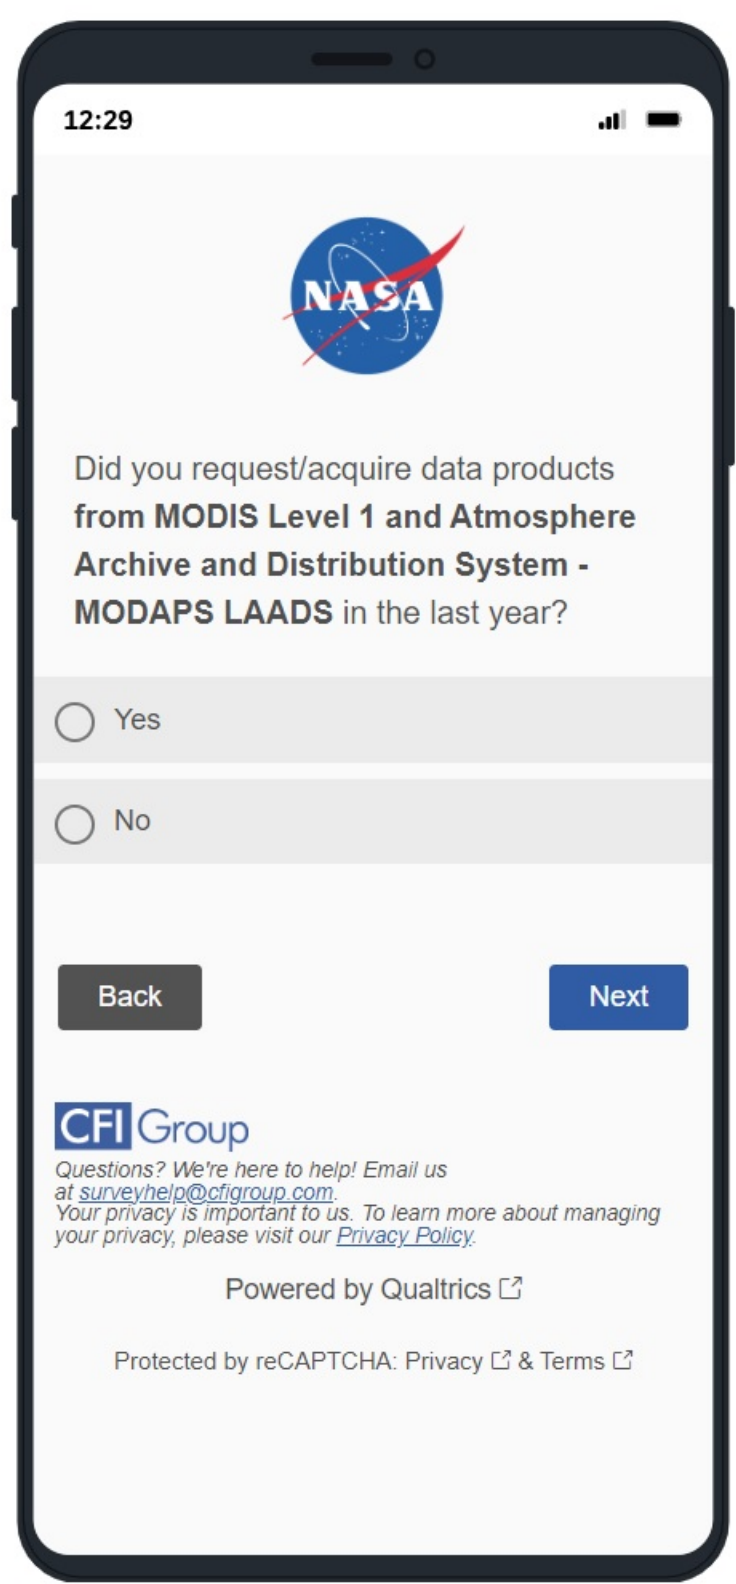 12:29
NASA
Did you request/acquire data products
from MODIS Level 1 and Atmosphere
Archive and Distribution System -
MODAPS LAADS in the last year?
Yes
No
Back
Next
CFI Group
Questions? We're here to help! Email us
at surveyhelp@cfigroup.com.
Your privacy is important to us. To learn more about managing
your privacy, please visit our Privacy Policy.
Powered by Qualtrics
Protected by reCAPTCHA: Privacy & Terms